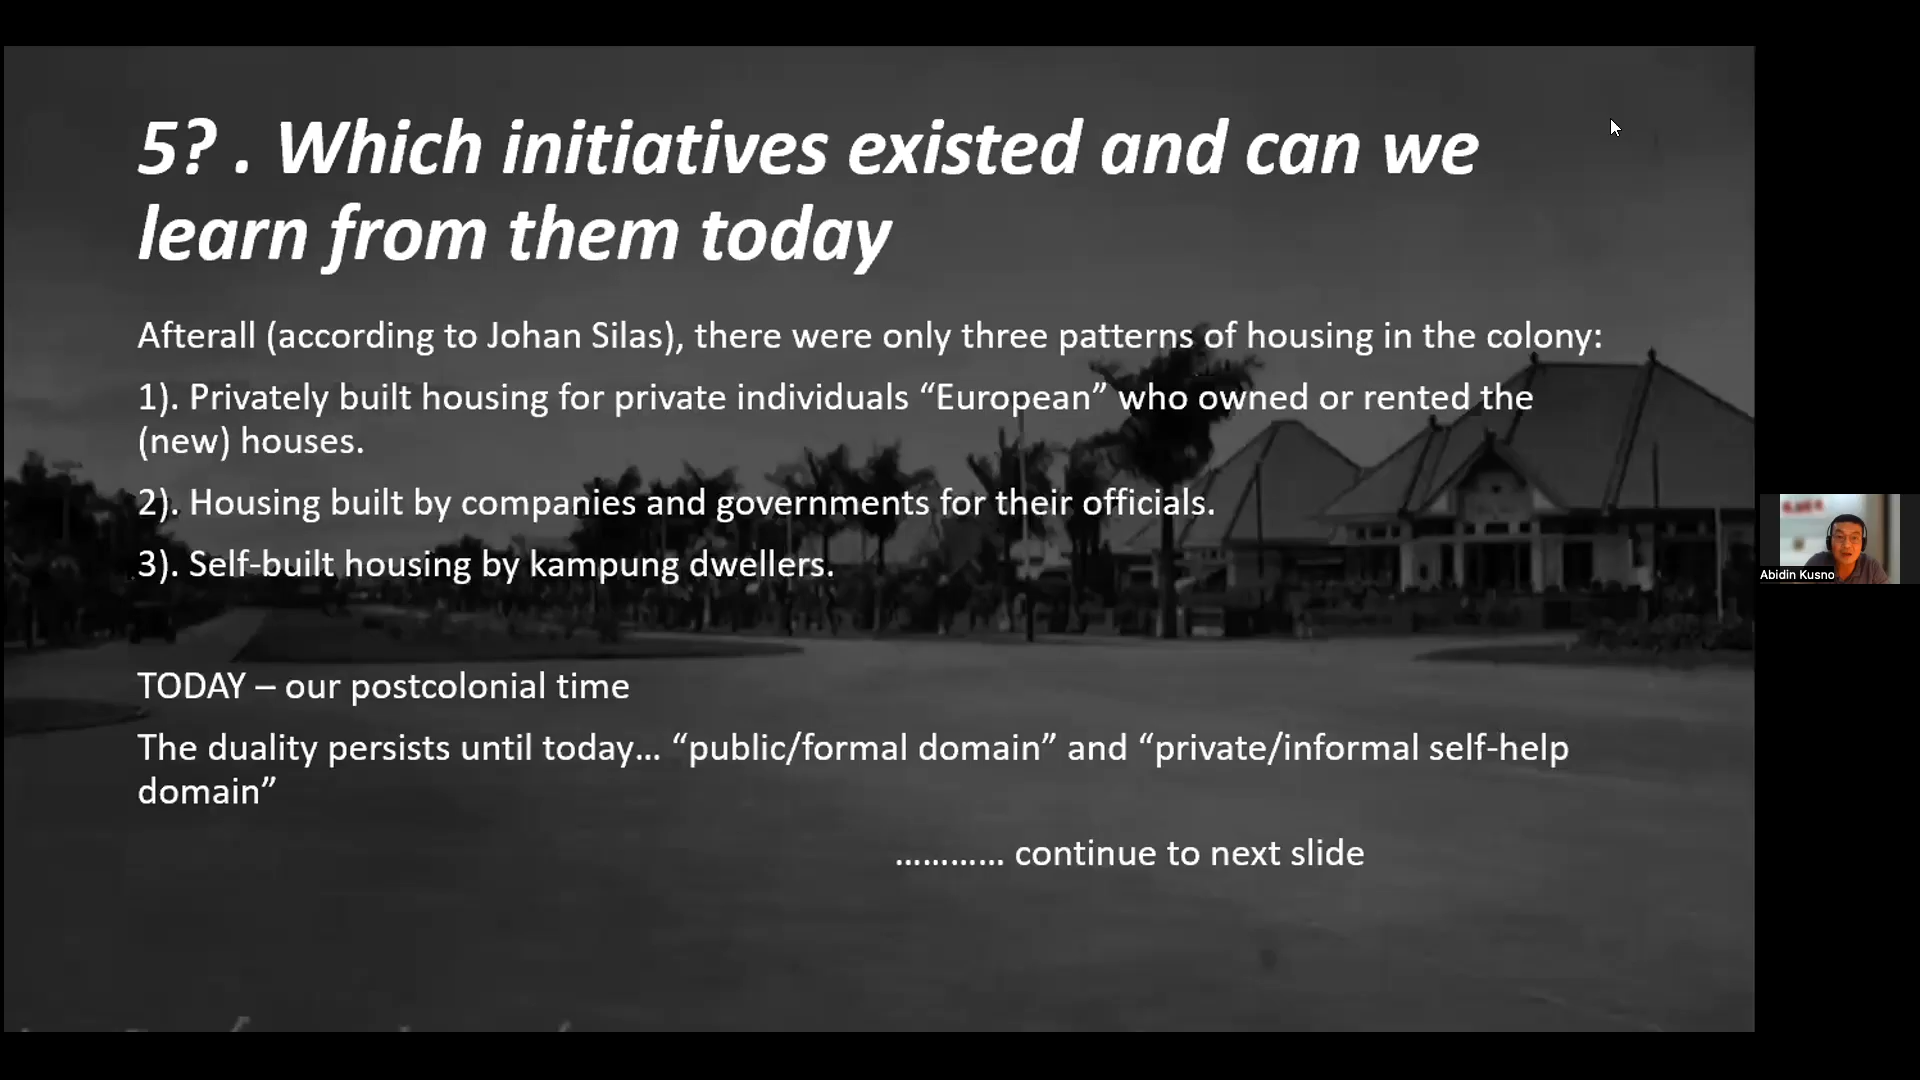 5? . Which initiatives existed and can we
learn from them today
Afterall (according to Johan Silas), there were only three patterns of housing in the colony:
1). Privately built housing for private individuals “European” who owned or rented the
(new) houses.
2). Housing built by companies and governments for their officials.
3). Self-built housing by kampung dwellers.
TODAY – our postcolonial time
The duality persists until today... “public/formal domain” and “private/informal self-help
domain”
............ continue to next slide
Abidin Kusno